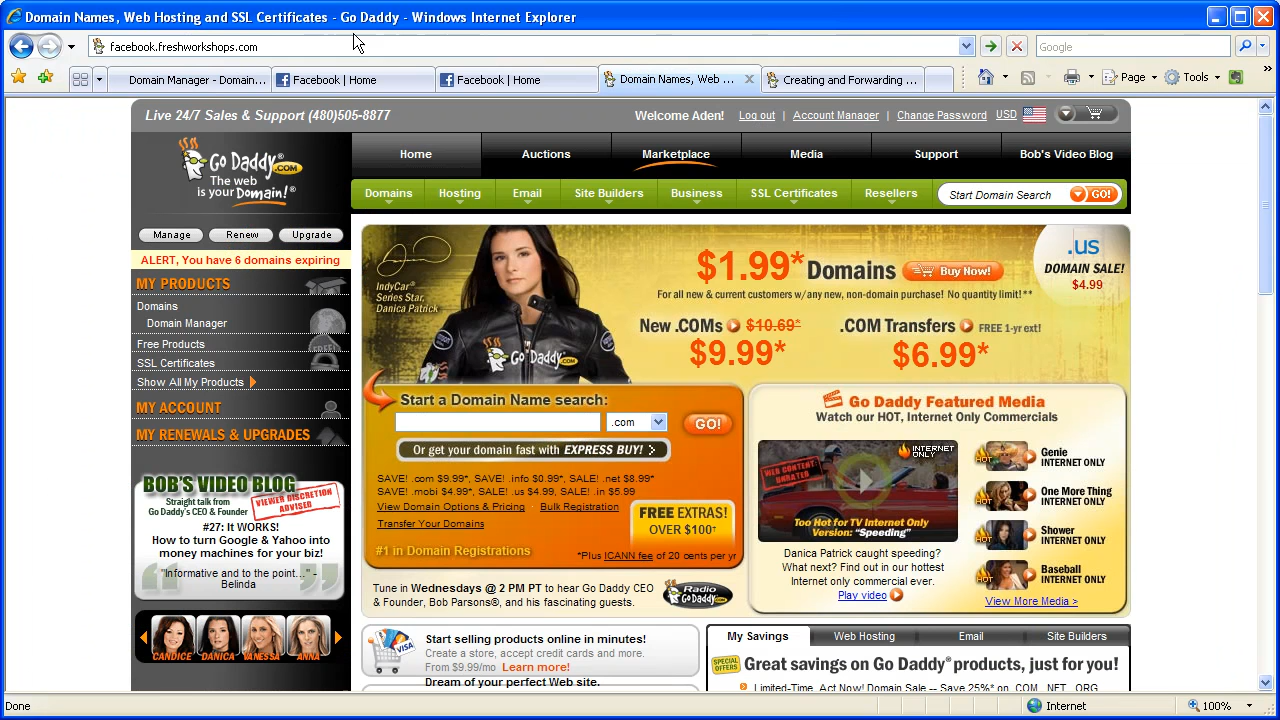 Domain Names, Web Hosting and SSL Certificates - Go Daddy - Windows Internet Explorer
facebook.freshworkshops.com
Google
Domain Manager - Domain...
Facebook | Home
Facebook | Home
Domain Names, Web ...
Creating and Forwarding ...
Page
Tools
Live 24/7 Sales & Support (480)505-8877
Welcome Aden!
Log out | Account Manager | Change Password
USD
Go Daddy.COM
The web
is your Domain!®
Home
Auctions
Marketplace
Media
Support
Bob's Video Blog
Domains
Hosting
Email
Site Builders
Business
SSL Certificates
Resellers
Start Domain Search
GO!
Manage
Renew
Upgrade
ALERT, You have 6 domains expiring
MY PRODUCTS
Domains
Domain Manager
Free Products
FREE!
SSL Certificates
Show All My Products
MY ACCOUNT
MY RENEWALS & UPGRADES
IndyCar®
Series Star,
Danica Patrick
Go Daddy.COM
$1.99* Domains
Buy Now!
For all new & current customers w/any new, non-domain purchase! No quantity limit!**
.us
DOMAIN SALE!
$4.99
New .COMs
$10.69*
$9.99*
.COM Transfers
FREE 1-yr ext!
$6.99*
Start a Domain Name search:
.com
GO!
Or get your domain fast with EXPRESS BUY!
SAVE! .com $9.99*, SAVE! .info $0.99*, SALE! .net $8.99*
SAVE! .mobi $4.99*, SALE! .us $4.99, SALE! .in $5.99
View Domain Options & Pricing · Bulk Registration
Transfer Your Domains
FREE EXTRAS!
OVER $100†
#1 in Domain Registrations
*Plus ICANN fee of 20 cents per yr
Go Daddy Featured Media
Watch our HOT, Internet Only Commercials
WEB CONTENT:
UNRATED
INTERNET
ONLY
Too Hot for TV Internet Only
Version: "Speeding"
Danica Patrick caught speeding?
What next? Find out in our hottest
Internet only commercial ever.
Play video
HOT
Genie
INTERNET ONLY
HOT
One More Thing
INTERNET ONLY
HOT
Shower
INTERNET ONLY
HOT
Baseball
INTERNET ONLY
View More Media >
BOB'S VIDEO BLOG
Straight talk from
Go Daddy's CEO & Founder
VIEWER DISCRETION
ADVISED
#27: It WORKS!
How to turn Google & Yahoo into
money machines for your biz!
"Informative and to the point..." -
Belinda
CANDICE
DANICA
VANESSA
ANNA
Tune in Wednesdays @ 2 PM PT to hear Go Daddy CEO
& Founder, Bob Parsons®, and his fascinating guests.
Radio
GoDaddy.com
VISA
Start selling products online in minutes!
Create a store, accept credit cards and more.
From $9.99/mo Learn more!
Dream of your perfect Web site.
My Savings
Web Hosting
Email
Site Builders
SPECIAL
OFFERS
Great savings on Go Daddy® products, just for you!
Limited-Time, Act Now! Domain Sale -- Save 25%* on .COM, .NET, .ORG,
Done
Internet
100%